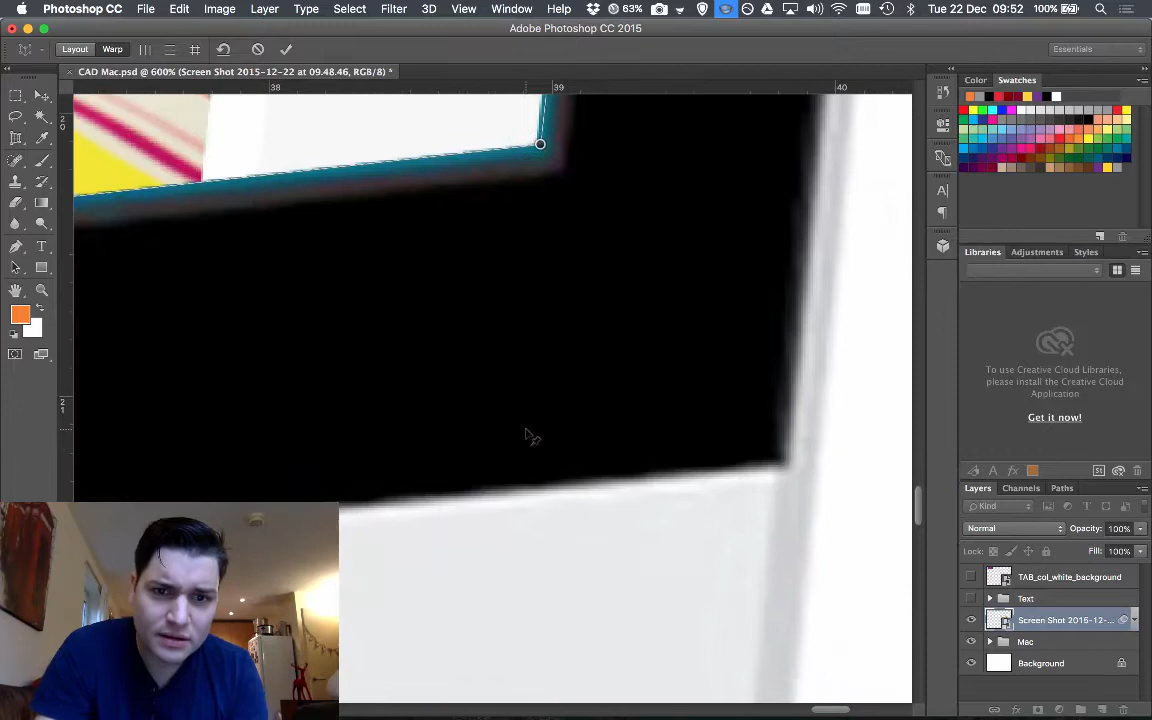 Photoshop CC File Edit Image Layer Type Select Filter 3D View Window Help 63% Tue 22 Dec 09:52 100%
Adobe Photoshop CC 2015
Layout Warp Essentials
CAD Mac.psd @ 600% (Screen Shot 2015-12-22 at 09.48.46, RGB/8) *
Color Swatches
38 39 40
20
21
Libraries Adjustments Styles
To use Creative Cloud Libraries,
please install the Creative Cloud
Application
Get it now!
Layers Channels Paths
Kind
Normal Opacity: 100%
Lock: Fill: 100%
TAB_col_white_background
Text
Screen Shot 2015-12-...
Mac
Background